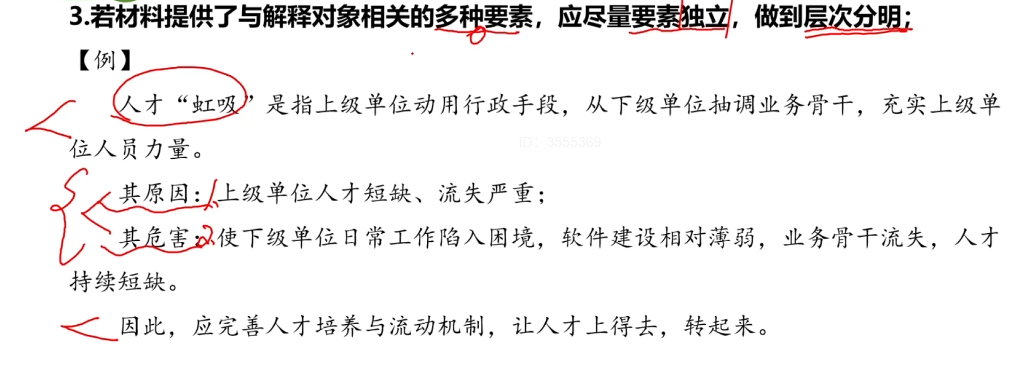 3.若材料提供了与解释对象相关的多种要素，应尽量要素独立，做到层次分明；
【例】
人才“虹吸”是指上级单位动用行政手段，从下级单位抽调业务骨干，充实上级单
ID：3555369
位人员力量。
其原因：1.上级单位人才短缺、流失严重；
其危害：2.使下级单位日常工作陷入困境，软件建设相对薄弱，业务骨干流失，人才
持续短缺。
因此，应完善人才培养与流动机制，让人才上得去，转起来。